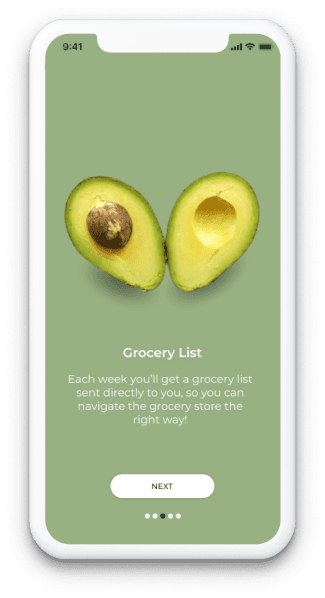 9:41
Grocery List
Each week you'll get a grocery list
sent directly to you, so you can
navigate the grocery store the
right way!
NEXT